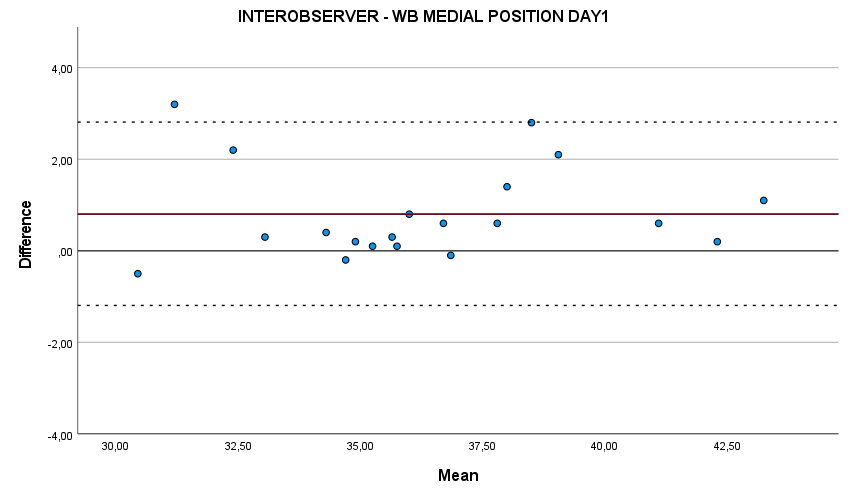 INTEROBSERVER - WB MEDIAL POSITION DAY1
4,00
2,00
,00
-2,00
-4,00
Difference
30,00 32,50 35,00 37,50 40,00 42,50
Mean